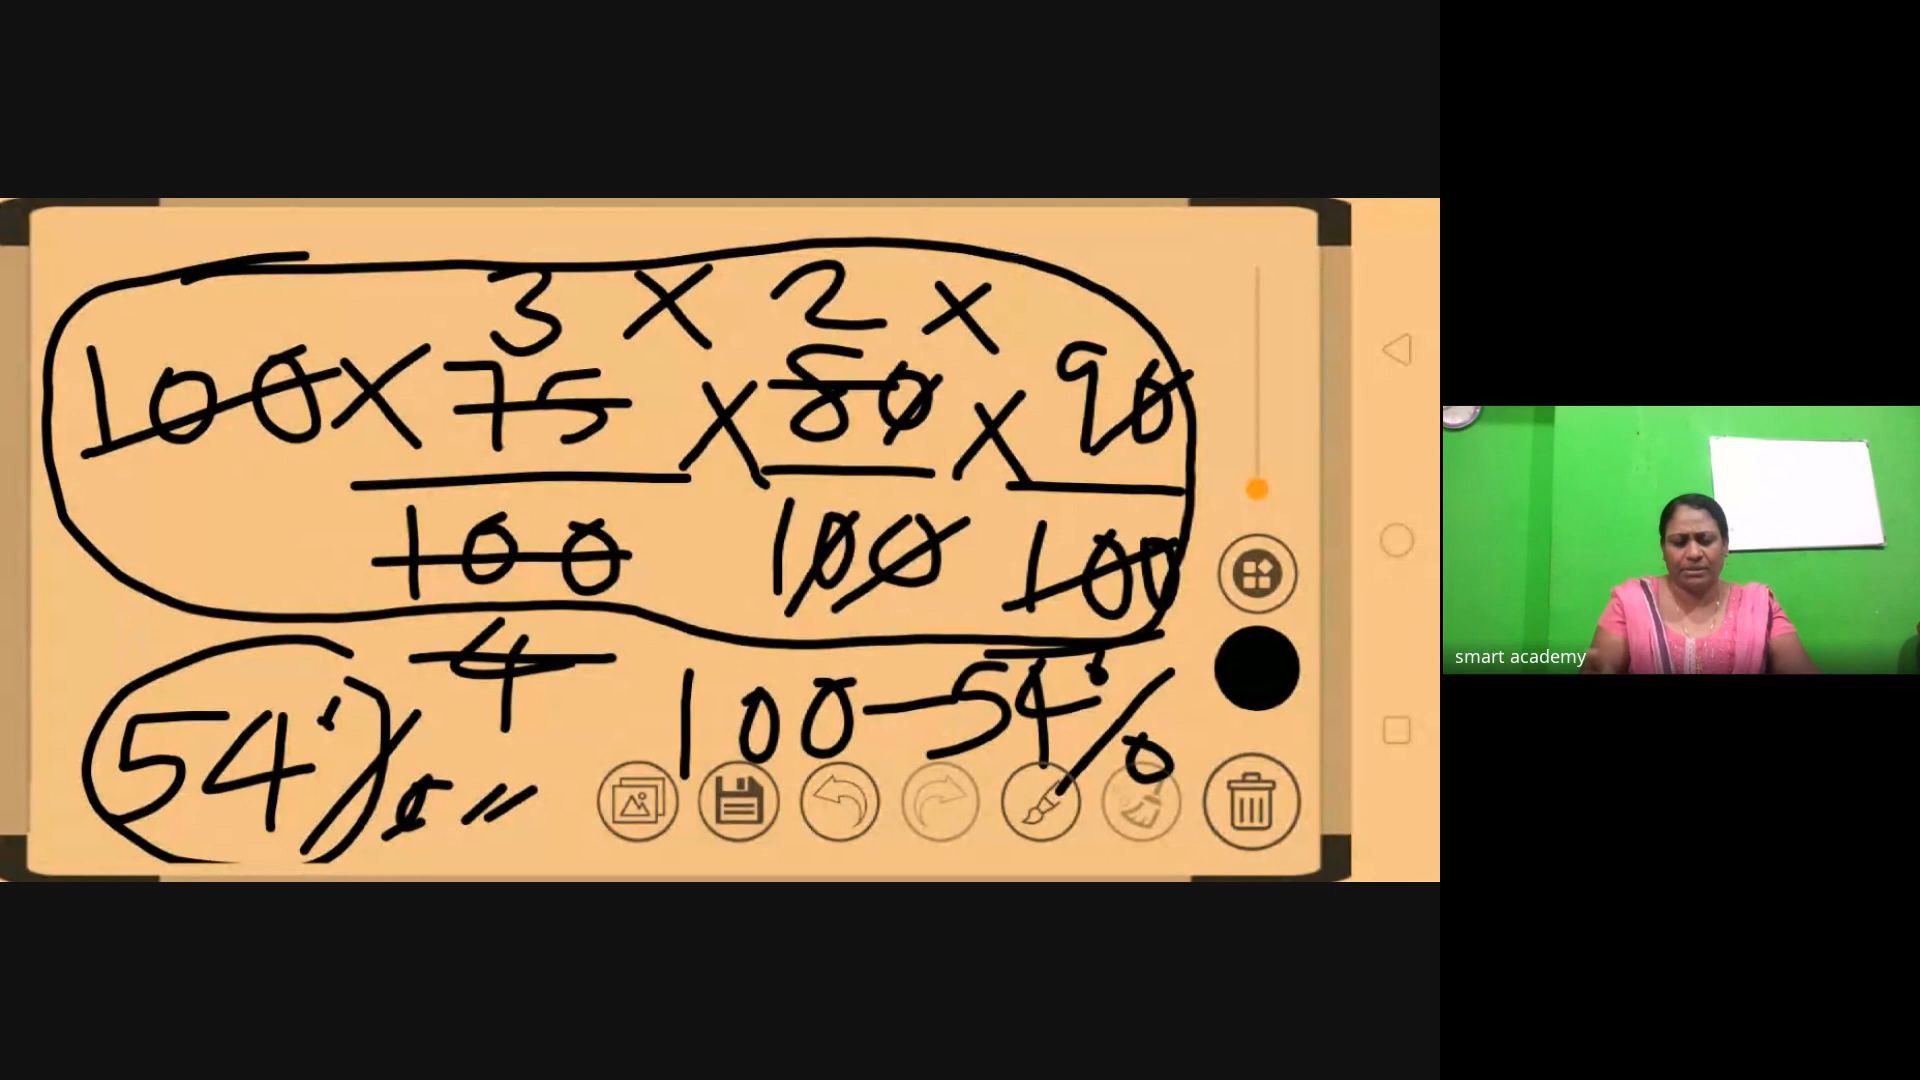 3 × 2 ×
100 × 75 × 80 × 90
100 100 100
4
54% "
100 - 54%
smart academy